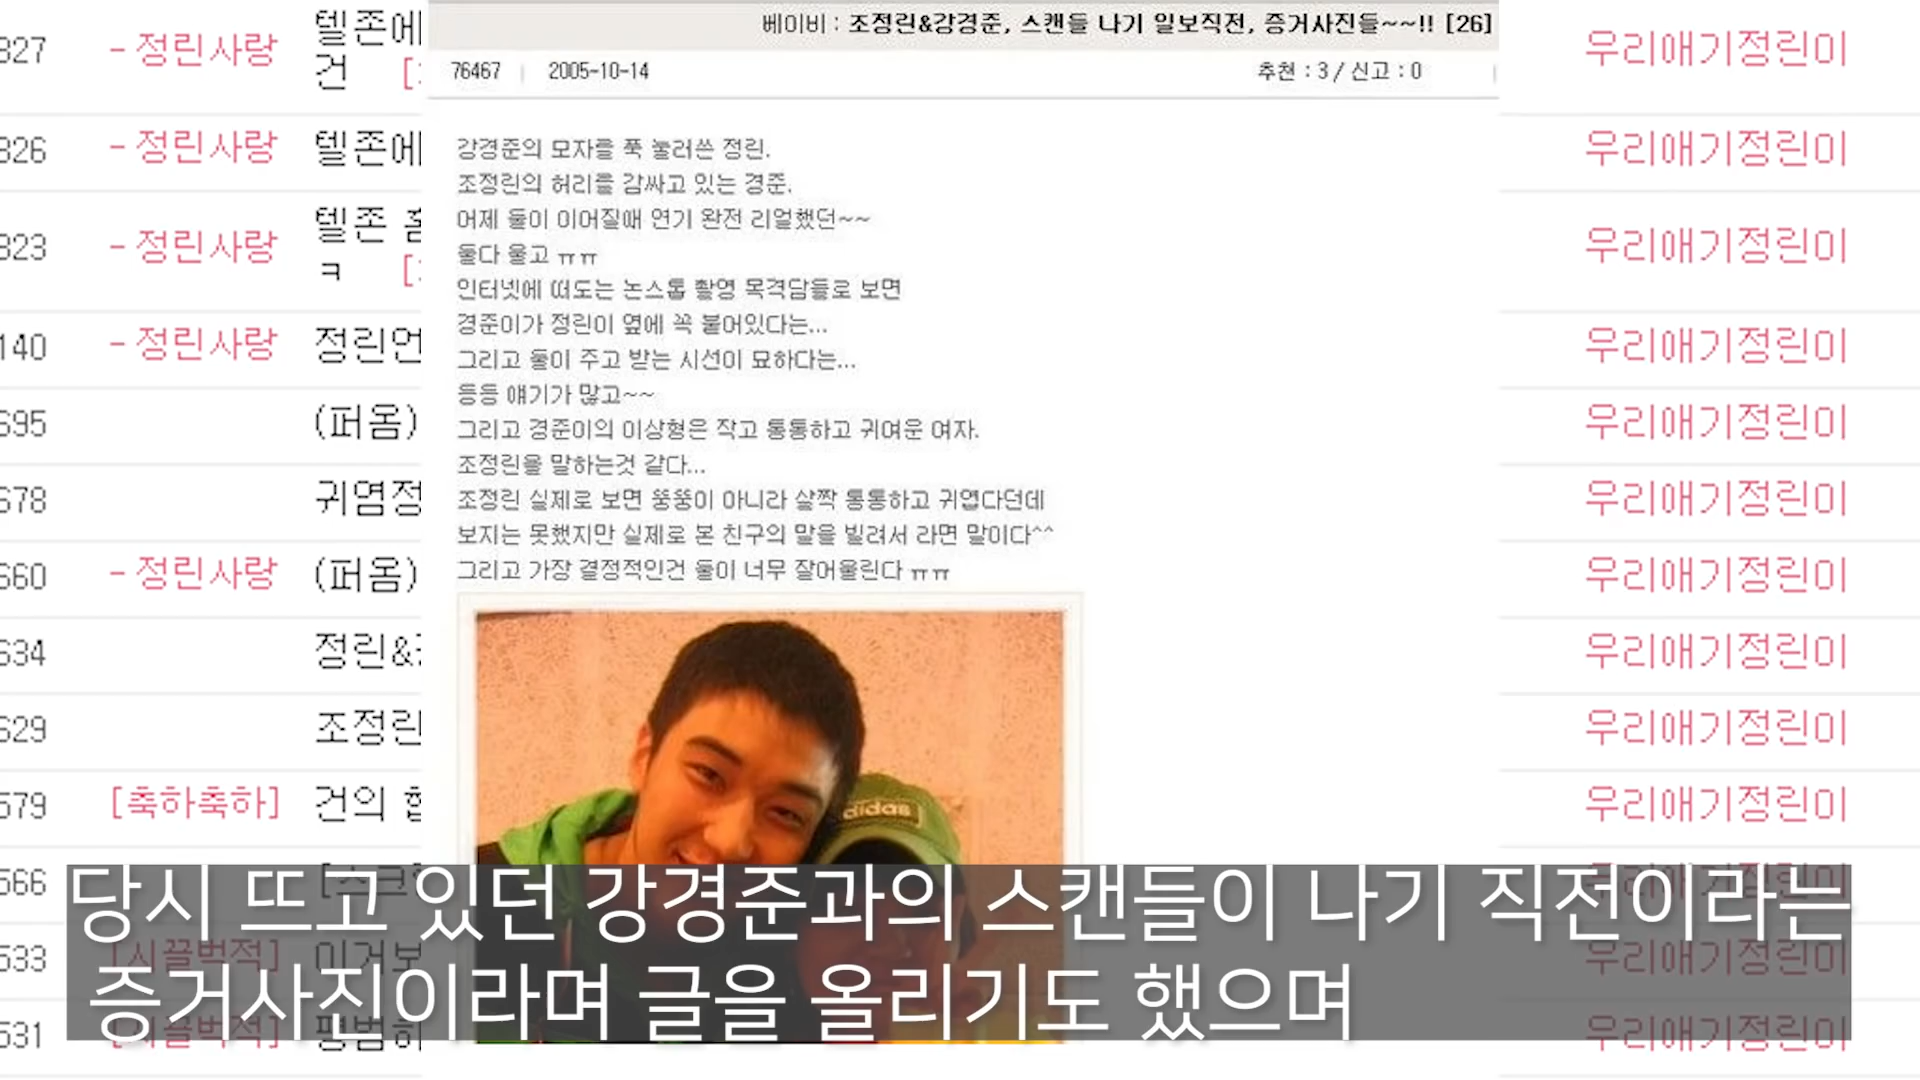 베이비 : 조정린&강경준, 스캔들 나기 일보직전, 증거사진들~~!! [26]
76467 | 2005-10-14 추천 : 3 / 신고 : 0
강경준의 모자를 푹 눌러쓴 정린.
조정린의 허리를 감싸고 있는 경준.
어제 둘이 이어질때 연기 완전 리얼했던~~
둘다 울고 ㅠㅠ
인터넷에 떠도는 논스톱 촬영 목격담들로 보면
경준이가 정린이 옆에 꼭 붙어있다는...
그리고 둘이 주고 받는 시선이 묘하다는...
등등 얘기가 많고~~
그리고 경준이의 이상형은 작고 통통하고 귀여운 여자.
조정린을 말하는것 같다...
조정린 실제로 보면 뚱뚱이 아니라 살짝 통통하고 귀엽다던데
보지는 못했지만 실제로 본 친구의 말을 빌려서 라면 말이다^^
그리고 가장 결정적인건 둘이 너무 잘어울린다 ㅠㅠ
adidas
827 - 정린사랑 텔존에 우리애기정린이
건
826 - 정린사랑 텔존에 우리애기정린이
823 - 정린사랑 텔존 홈 우리애기정린이
ㅋ
140 - 정린사랑 정린언 우리애기정린이
695 (퍼옴) 우리애기정린이
678 귀염정 우리애기정린이
660 - 정린사랑 (퍼옴) 우리애기정린이
634 정린& 우리애기정린이
629 조정린 우리애기정린이
579 [축하축하] 건의 합 우리애기정린이
566 [스크 우리애기정린이
533 [시끌벅적] 이거보 우리애기정린이
531 [시끌벅적] 평범하 우리애기정린이
당시 뜨고 있던 강경준과의 스캔들이 나기 직전이라는
증거사진이라며 글을 올리기도 했으며